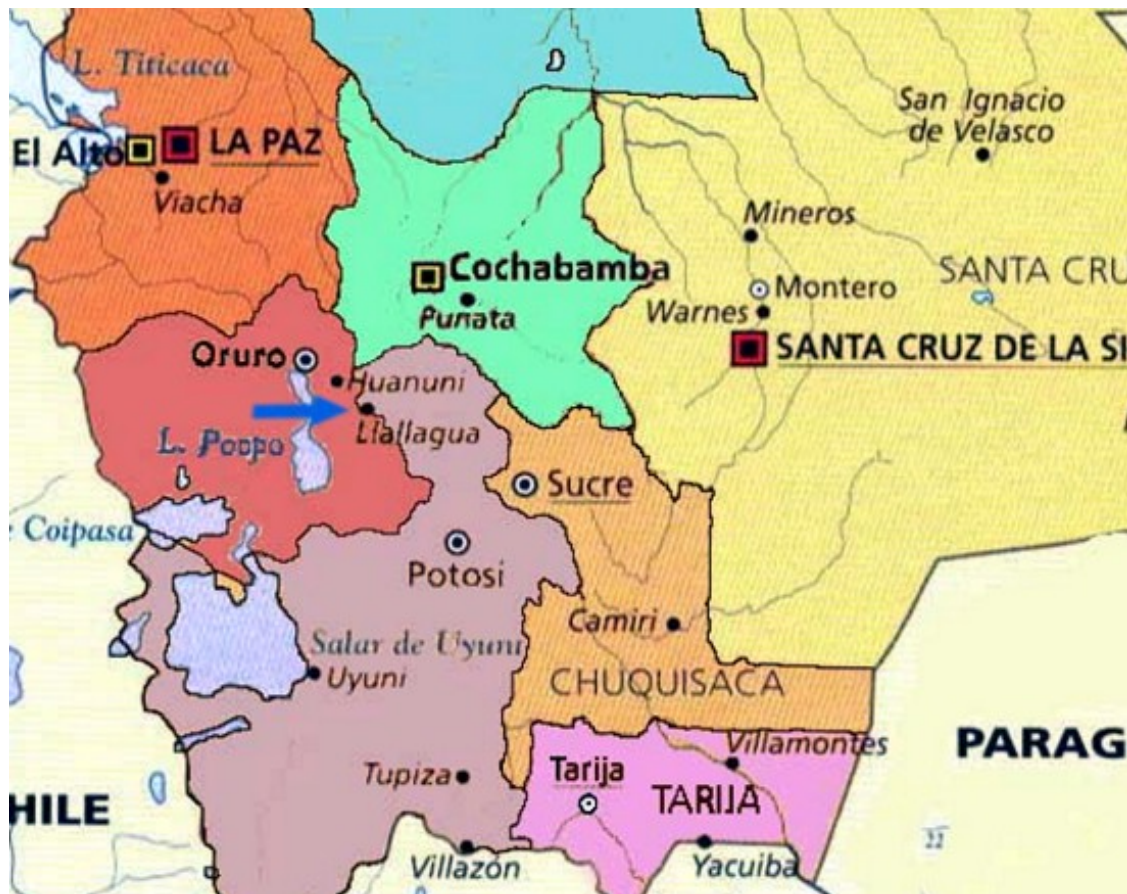 L. Titicaca
San Ignacio
de Velasco
El Alto
LA PAZ
Viacha
Mineros
Cochabamba
SANTA CRU
Punata
Montero
Warnes
Oruro
SANTA CRUZ DE LA SI
Huanuni
Llallagua
L. Poopo
Sucre
Coipasa
Potosi
Camiri
Salar de Uyuni
Uyuni
CHUQUISACA
PARAG
Villamontes
Tupiza
Tarija
TARIJA
HILE
22
Villazón
Yacuiba